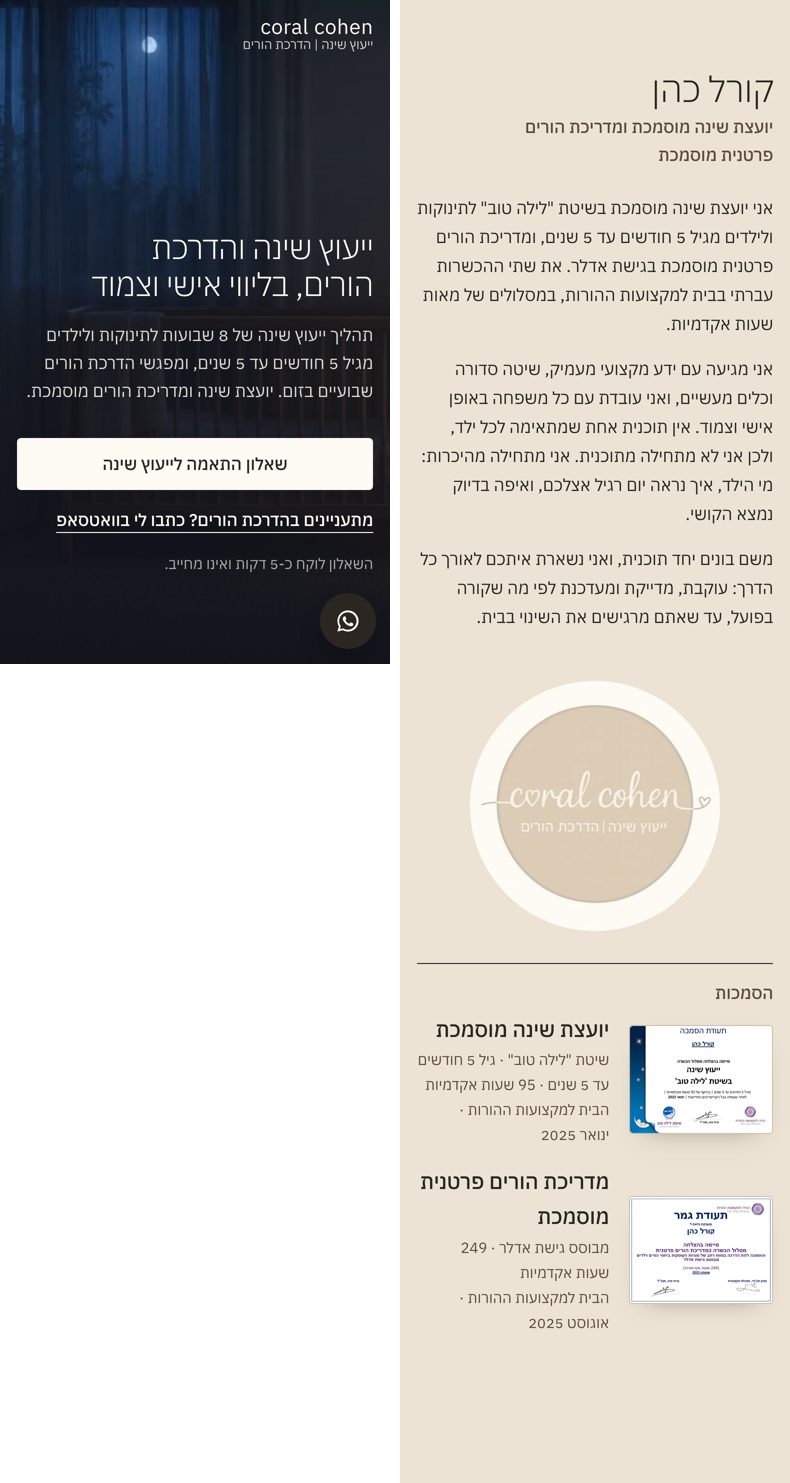 coral cohen
ייעוץ שינה | הדרכת הורים
ייעוץ שינה והדרכת
הורים, בליווי אישי וצמוד
תהליך ייעוץ שינה של 8 שבועות לתינוקות ולילדים
מגיל 5 חודשים עד 5 שנים, ומפגשי הדרכת הורים
שבועיים בזום. יועצת שינה ומדריכת הורים מוסמכת.
שאלון התאמה לייעוץ שינה
מתעניינים בהדרכת הורים? כתבו לי בוואטסאפ
השאלון לוקח כ-5 דקות ואינו מחייב.
קורל כהן
יועצת שינה מוסמכת ומדריכת הורים
פרטנית מוסמכת
אני יועצת שינה מוסמכת בשיטת "לילה טוב" לתינוקות
ולילדים מגיל 5 חודשים עד 5 שנים, ומדריכת הורים
פרטנית מוסמכת בגישת אדלר. את שתי ההכשרות
עברתי בבית למקצועות ההורות, במסלולים של מאות
שעות אקדמיות.
אני מגיעה עם ידע מקצועי מעמיק, שיטה סדורה
וכלים מעשיים, ואני עובדת עם כל משפחה באופן
אישי וצמוד. אין תוכנית אחת שמתאימה לכל ילד,
ולכן אני לא מתחילה מתוכנית. אני מתחילה מהיכרות:
מי הילד, איך נראה יום רגיל אצלכם, ואיפה בדיוק
נמצא הקושי.
משם בונים יחד תוכנית, ואני נשארת איתכם לאורך כל
הדרך: עוקבת, מדייקת ומעדכנת לפי מה שקורה
בפועל, עד שאתם מרגישים את השינוי בבית.
coral cohen
ייעוץ שינה | הדרכת הורים
הסמכות
תעודת הסמכה
קורל כהן
סיימה בהצלחה מסלול הכשרה
ייעוץ שינה
בשיטת 'לילה טוב'
יועצת שינה מוסמכת
שיטת "לילה טוב" · גיל 5 חודשים
עד 5 שנים · 95 שעות אקדמיות
הבית למקצועות ההורות ·
ינואר 2025
תעודת גמר
קורל כהן
סיימה בהצלחה
מסלול הכשרה כמדריכת הורים פרטנית
מדריכת הורים פרטנית
מוסמכת
מבוסס גישת אדלר · 249
שעות אקדמיות
הבית למקצועות ההורות ·
אוגוסט 2025